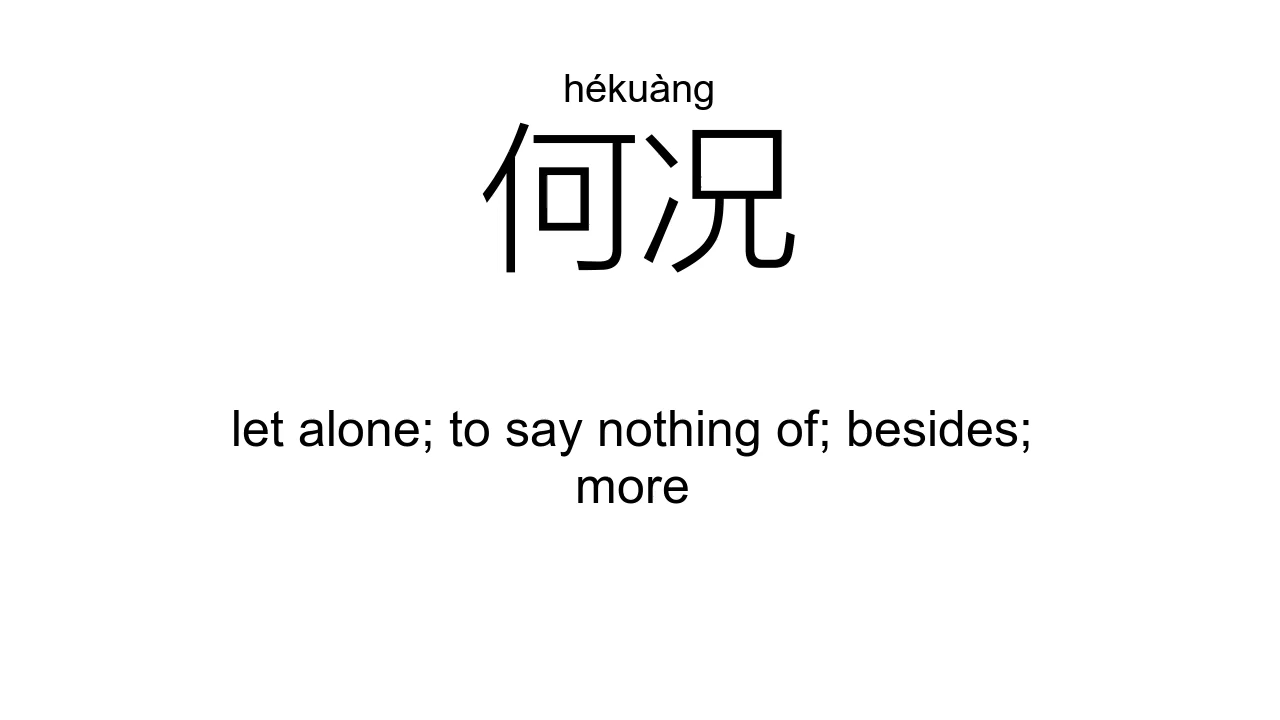 hékuàng
何况
let alone; to say nothing of; besides;
more